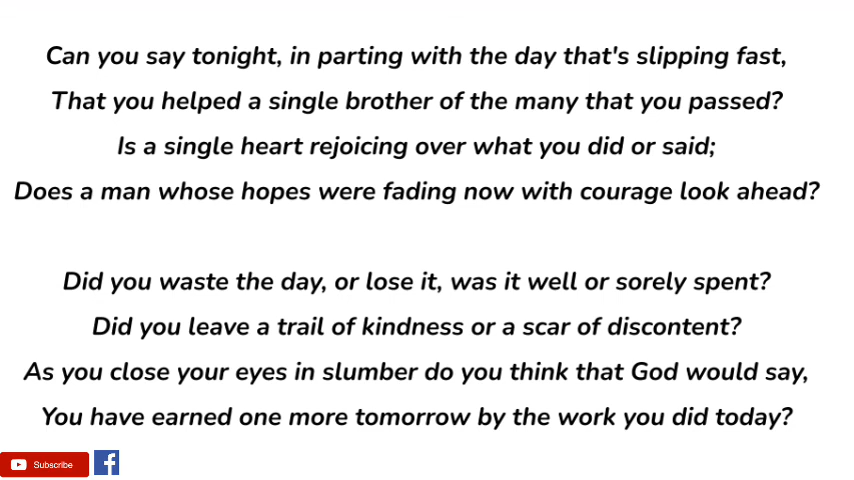 Can you say tonight, in parting with the day that's slipping fast,
That you helped a single brother of the many that you passed?
Is a single heart rejoicing over what you did or said;
Does a man whose hopes were fading now with courage look ahead?
Did you waste the day, or lose it, was it well or sorely spent?
Did you leave a trail of kindness or a scar of discontent?
As you close your eyes in slumber do you think that God would say,
You have earned one more tomorrow by the work you did today?
Subscribe